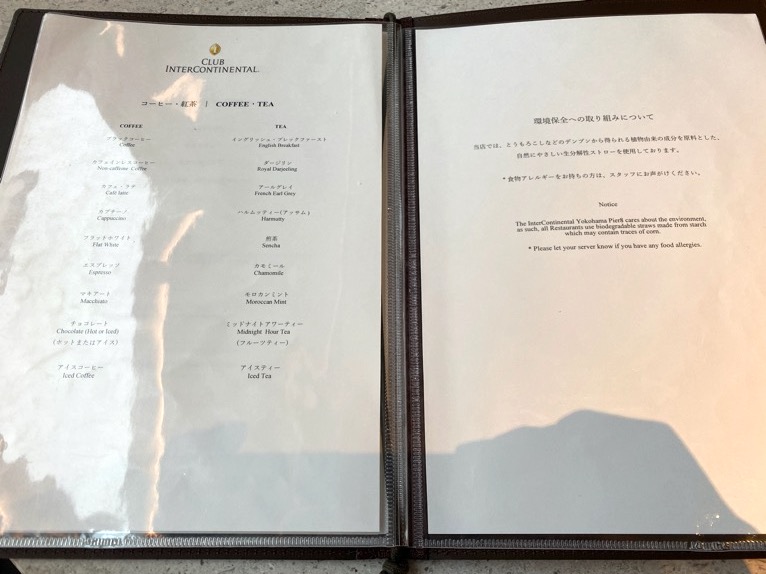 CLUB
INTERCONTINENTAL
コーヒー・紅茶 | COFFEE・TEA
COFFEE
ブラックコーヒー
Coffee
カフェインレスコーヒー
Non-caffeine Coffee
カフェ・ラテ
Café latte
カプチーノ
Cappuccino
フラットホワイト
Flat White
エスプレッソ
Espresso
マキアート
Macchiato
チョコレート
Chocolate (Hot or Iced)
(ホットまたはアイス)
アイスコーヒー
Iced Coffee
TEA
イングリッシュ・ブレックファースト
English Breakfast
ダージリン
Royal Darjeeling
アールグレイ
French Earl Grey
ハルムッティー(アッサム)
Harmutty
煎茶
Sencha
カモミール
Chamomile
モロカンミント
Moroccan Mint
ミッドナイトアワーティー
Midnight Hour Tea
(フルーツティー)
アイスティー
Iced Tea
環境保全への取り組みについて
当店では、とうもろこしなどのデンプンから得られる植物由来の成分を原料とした、
自然にやさしい生分解性ストローを使用しております。
*食物アレルギーをお持ちの方は、スタッフにお声がけください。
Notice
The InterContinental Yokohama Pier8 cares about the environment,
as such, all Restaurants use biodegradable straws made from starch
which may contain traces of corn.
* Please let your server know if you have any food allergies.